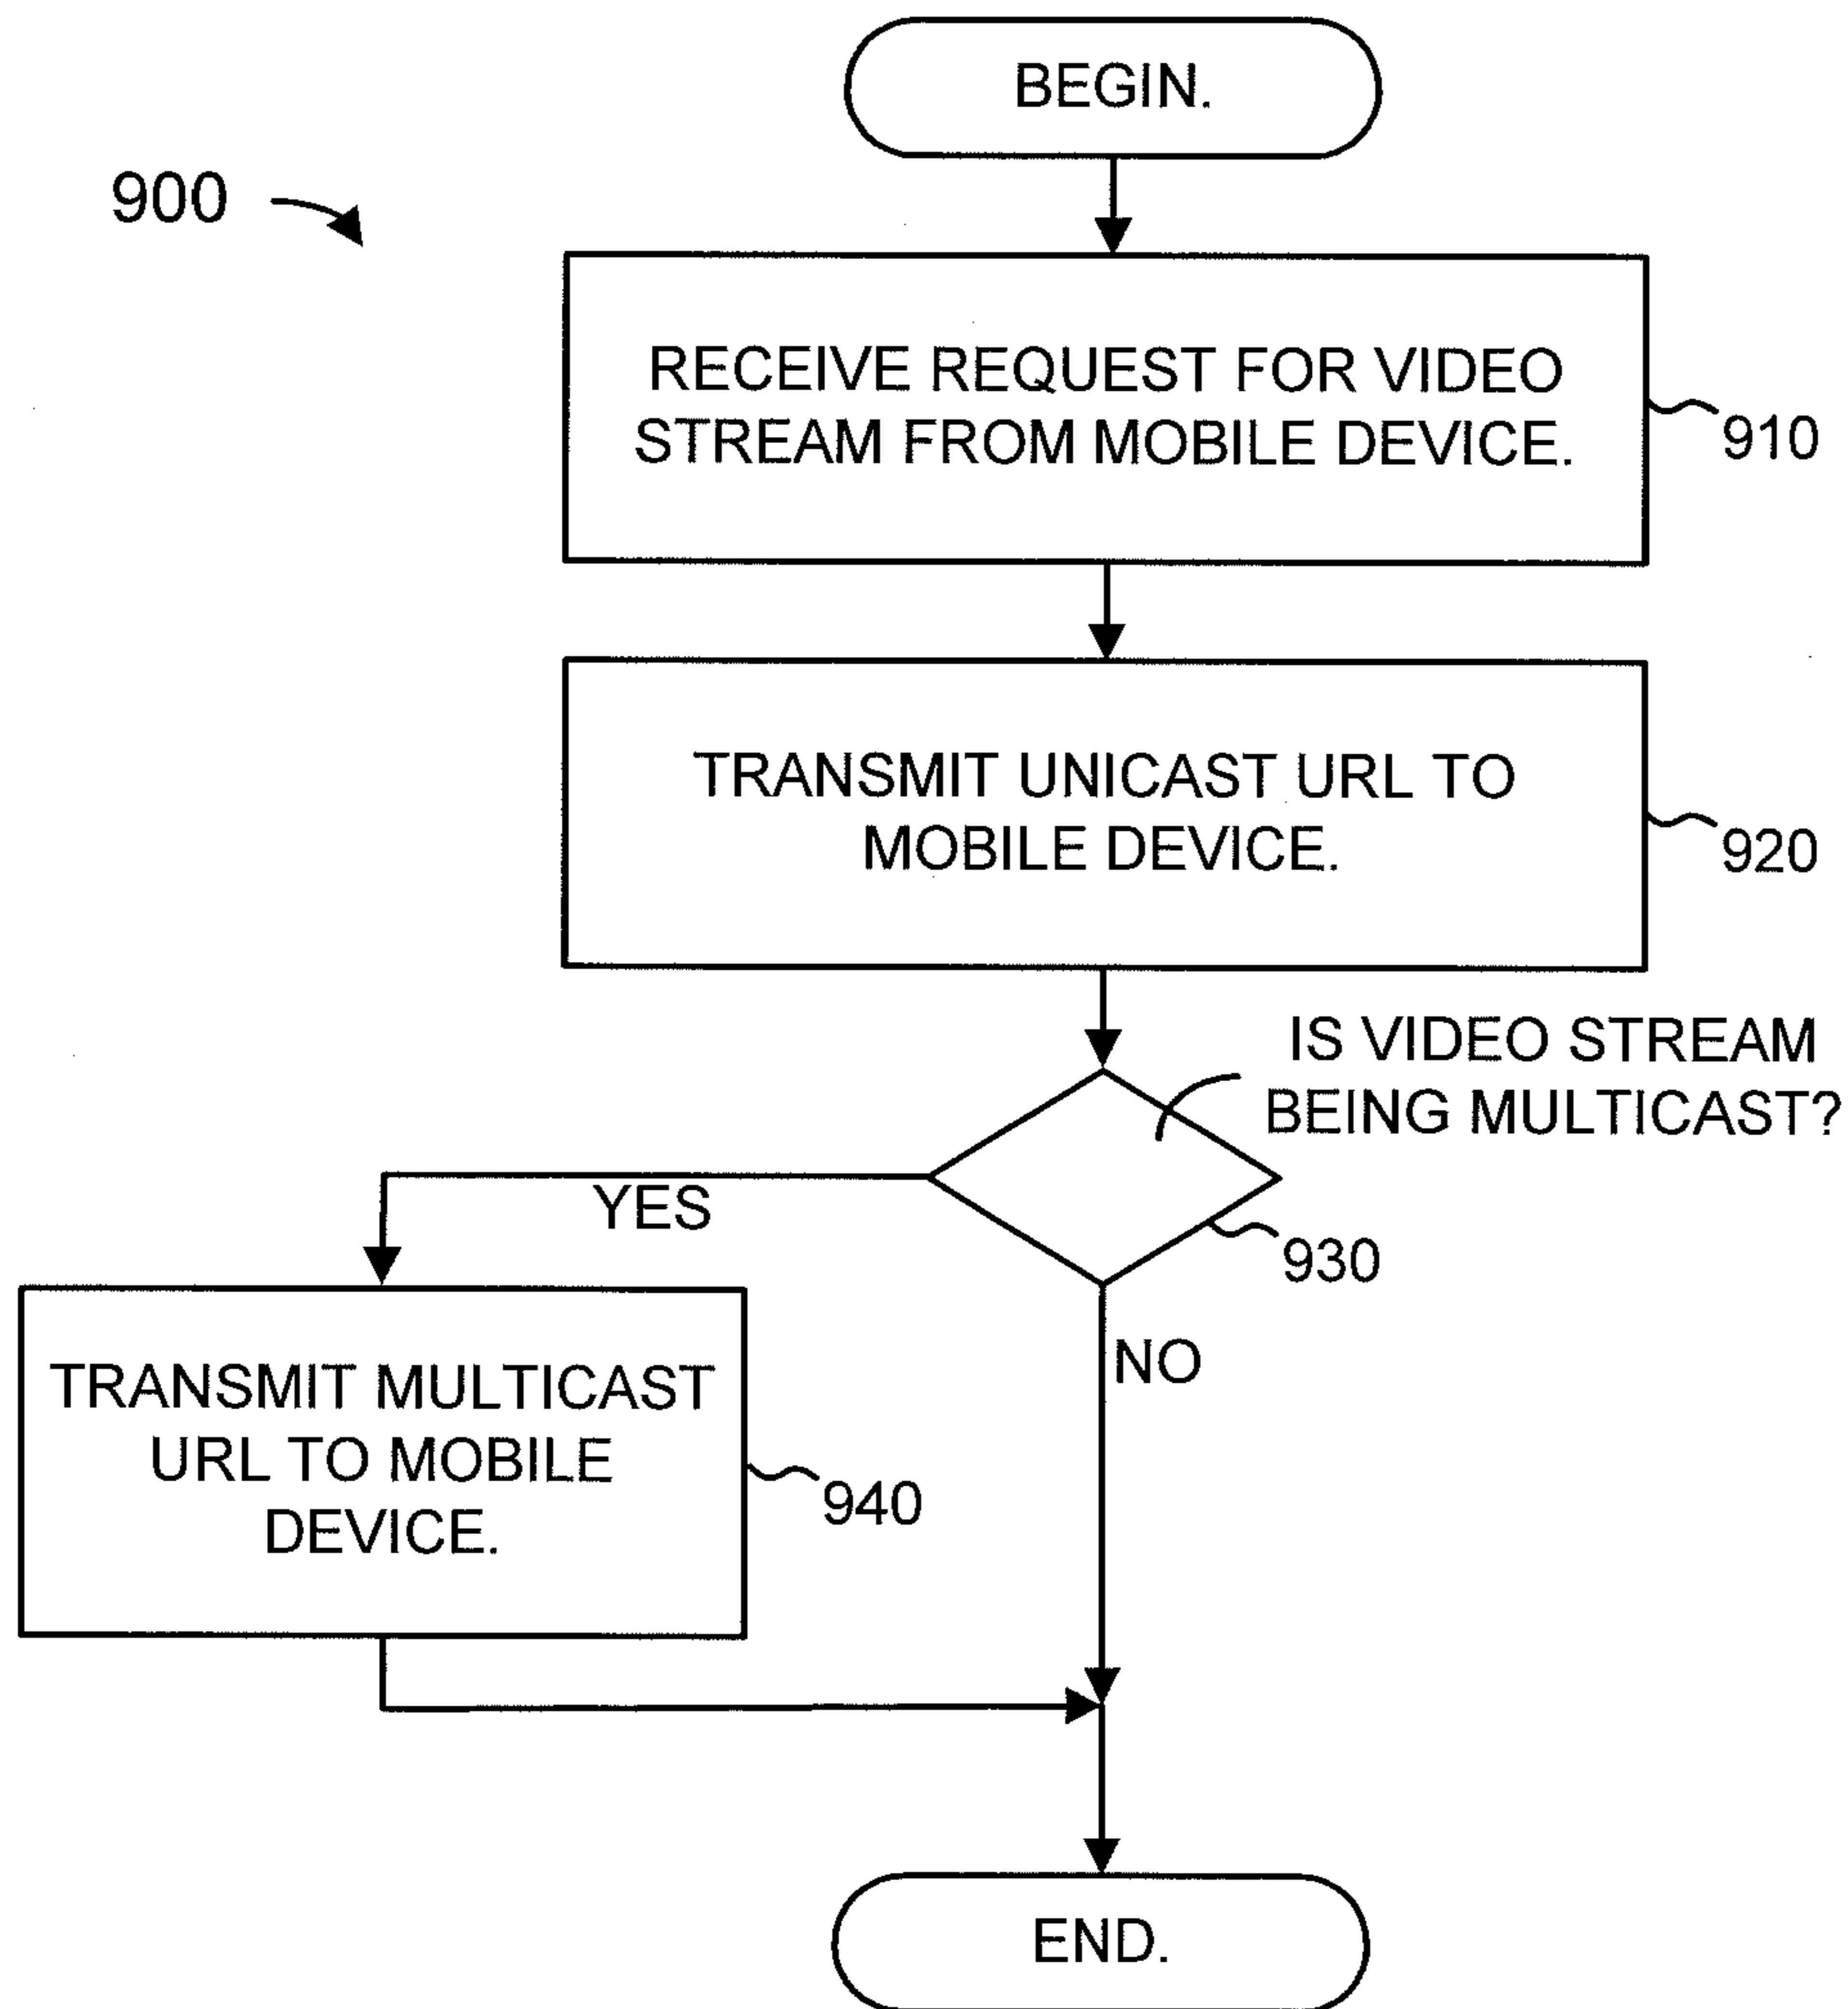 BEGIN.
900
RECEIVE REQUEST FOR VIDEO
STREAM FROM MOBILE DEVICE.
910
TRANSMIT UNICAST URL TO
MOBILE DEVICE.
920
IS VIDEO STREAM
BEING MULTICAST?
YES
930
NO
TRANSMIT MULTICAST
URL TO MOBILE
DEVICE.
940
END.